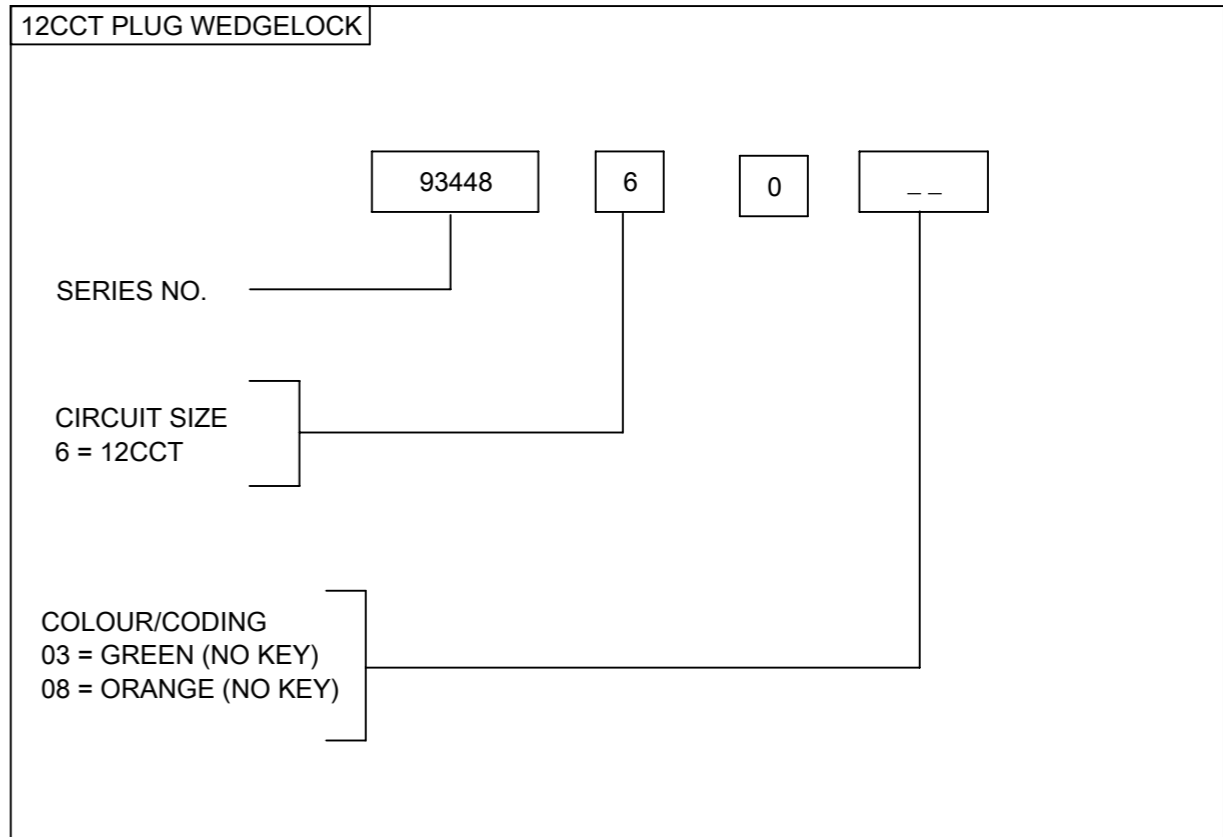 12CCT PLUG WEDGELOCK
93448 6 0 _ _
SERIES NO.
CIRCUIT SIZE
6 = 12CCT
COLOUR/CODING
03 = GREEN (NO KEY)
08 = ORANGE (NO KEY)